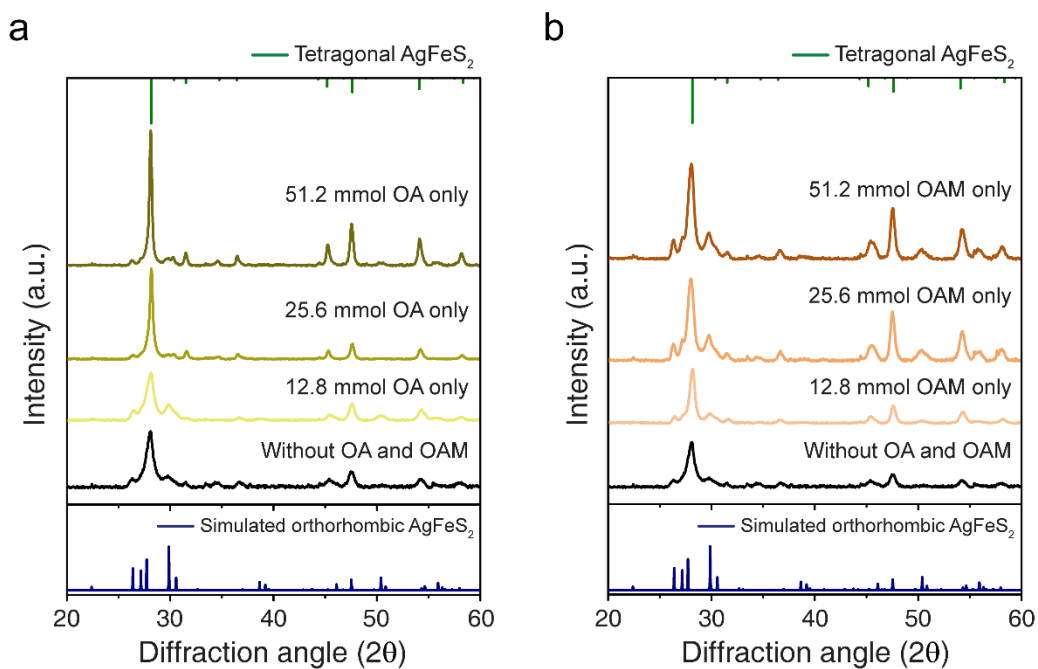 a
Tetragonal AgFeS₂
51.2 mmol OA only
25.6 mmol OA only
12.8 mmol OA only
Without OA and OAM
Intensity (a.u.)
Simulated orthorhombic AgFeS₂
20 30 40 50 60
Diffraction angle (2θ)
b
Tetragonal AgFeS₂
51.2 mmol OAM only
25.6 mmol OAM only
12.8 mmol OAM only
Without OA and OAM
Intensity (a.u.)
Simulated orthorhombic AgFeS₂
20 30 40 50 60
Diffraction angle (2θ)